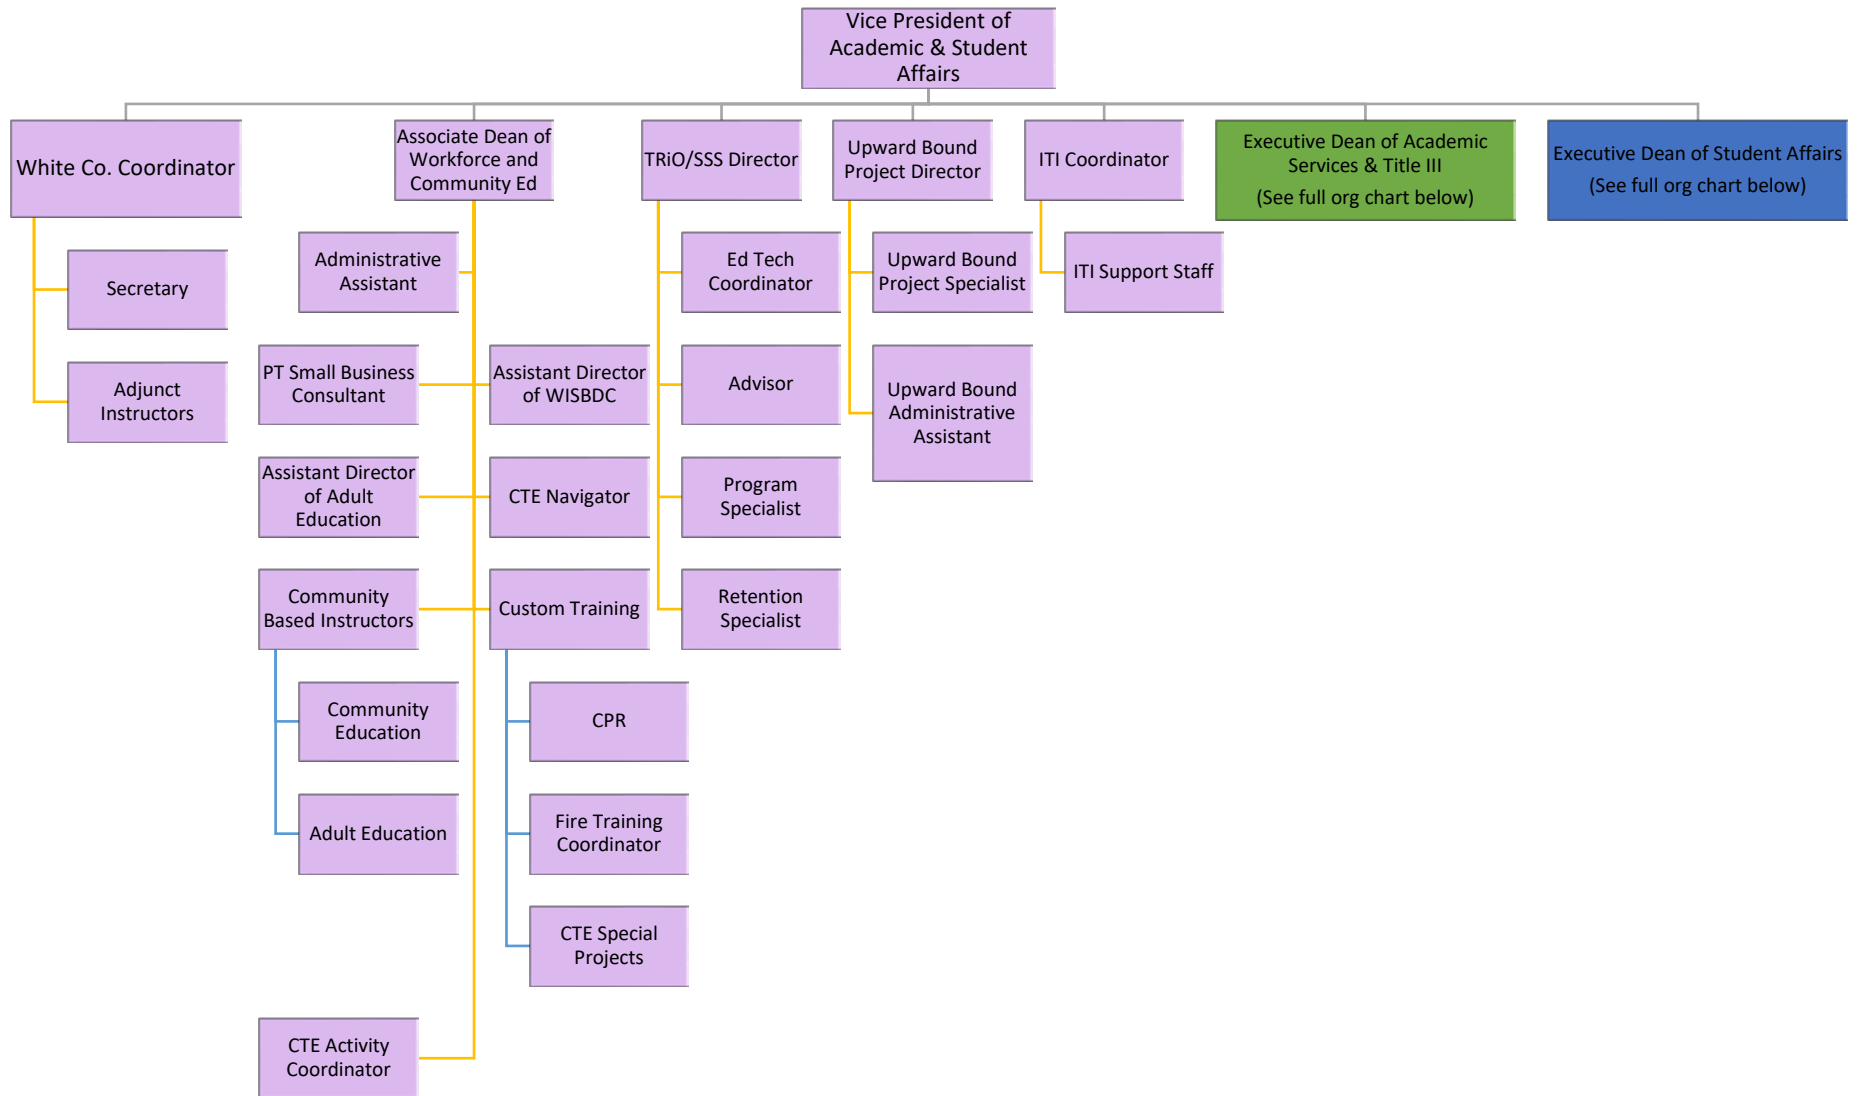 Vice President of
Academic & Student
Affairs
White Co. Coordinator
Associate Dean of
Workforce and
Community Ed
TRiO/SSS Director
Upward Bound
Project Director
ITI Coordinator
Executive Dean of Academic
Services & Title III
(See full org chart below)
Executive Dean of Student Affairs
(See full org chart below)
Secretary
Adjunct
Instructors
Administrative
Assistant
PT Small Business
Consultant
Assistant Director
of WISBDC
Assistant Director
of Adult
Education
CTE Navigator
Community
Based Instructors
Custom Training
Community
Education
Adult Education
CPR
Fire Training
Coordinator
CTE Special
Projects
CTE Activity
Coordinator
Ed Tech
Coordinator
Advisor
Program
Specialist
Retention
Specialist
Upward Bound
Project Specialist
Upward Bound
Administrative
Assistant
ITI Support Staff